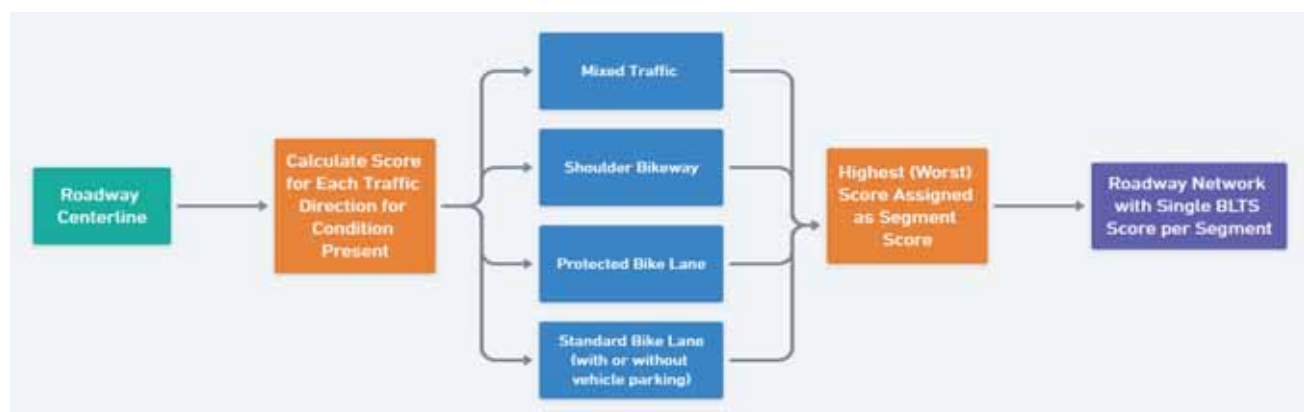 Roadway
Centerline
Calculate Score
for Each Traffic
Direction for
Condition
Present
Mixed Traffic
Shoulder Bikeway
Protected Bike Lane
Standard Bike Lane
(with or without
vehicle parking)
Highest (Worst)
Score Assigned
as Segment
Score
Roadway Network
with Single BLTS
Score per Segment